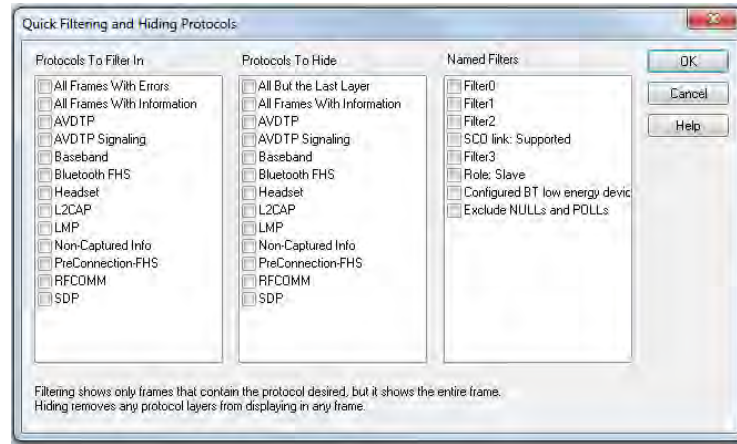 Quick Filtering and Hiding Protocols
Protocols To Filter In
All Frames With Errors
All Frames With Information
AVDTP
AVDTP Signaling
Baseband
Bluetooth FHS
Headset
L2CAP
LMP
Non-Captured Info
PreConnection-FHS
RFCOMM
SDP
Protocols To Hide
All But the Last Layer
All Frames With Information
AVDTP
AVDTP Signaling
Baseband
Bluetooth FHS
Headset
L2CAP
LMP
Non-Captured Info
PreConnection-FHS
RFCOMM
SDP
Named Filters
Filter0
Filter1
Filter2
SCO link: Supported
Filter3
Role: Slave
Configured BT low energy devic
Exclude NULLs and POLLs
OK
Cancel
Help
Filtering shows only frames that contain the protocol desired, but it shows the entire frame.
Hiding removes any protocol layers from displaying in any frame.